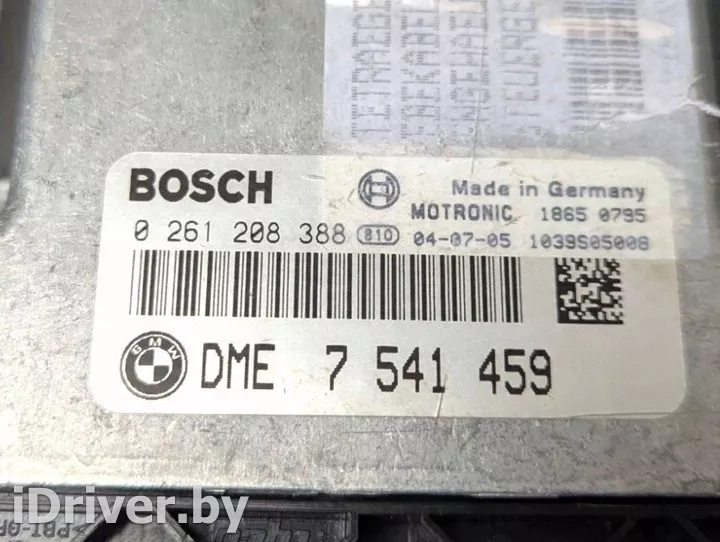 BOSCH
Made in Germany
MOTRONIC 1865 0795
0 261 208 388 810 04-07-05 1039S05008
BMW DME 7 541 459
iDriver.by